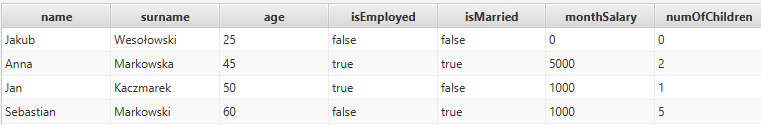 name surname age isEmployed isMarried monthSalary numOfChildren
Jakub Wesołowski 25 false false 0 0
Anna Markowska 45 true true 5000 2
Jan Kaczmarek 50 true false 1000 1
Sebastian Markowski 60 false true 1000 5